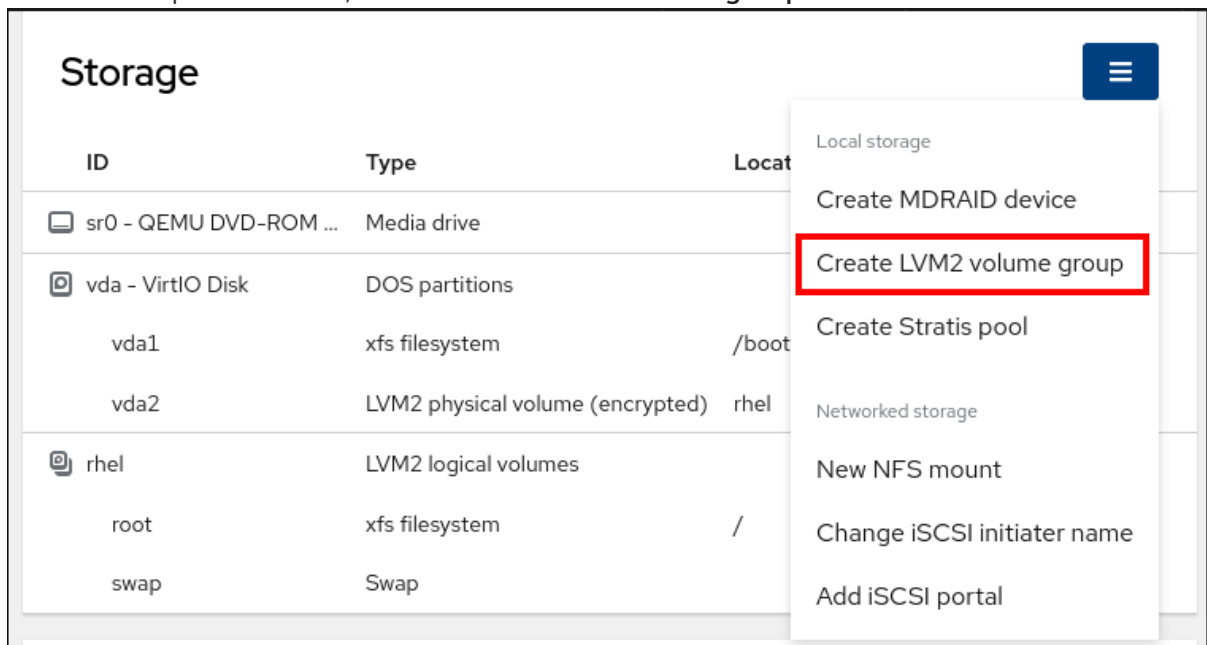 Storage
ID Type Locat
sr0 - QEMU DVD-ROM ... Media drive
vda - VirtIO Disk DOS partitions
vda1 xfs filesystem /boot
vda2 LVM2 physical volume (encrypted) rhel
rhel LVM2 logical volumes
root xfs filesystem /
swap Swap
Local storage
Create MDRAID device
Create LVM2 volume group
Create Stratis pool
Networked storage
New NFS mount
Change iSCSI initiater name
Add iSCSI portal